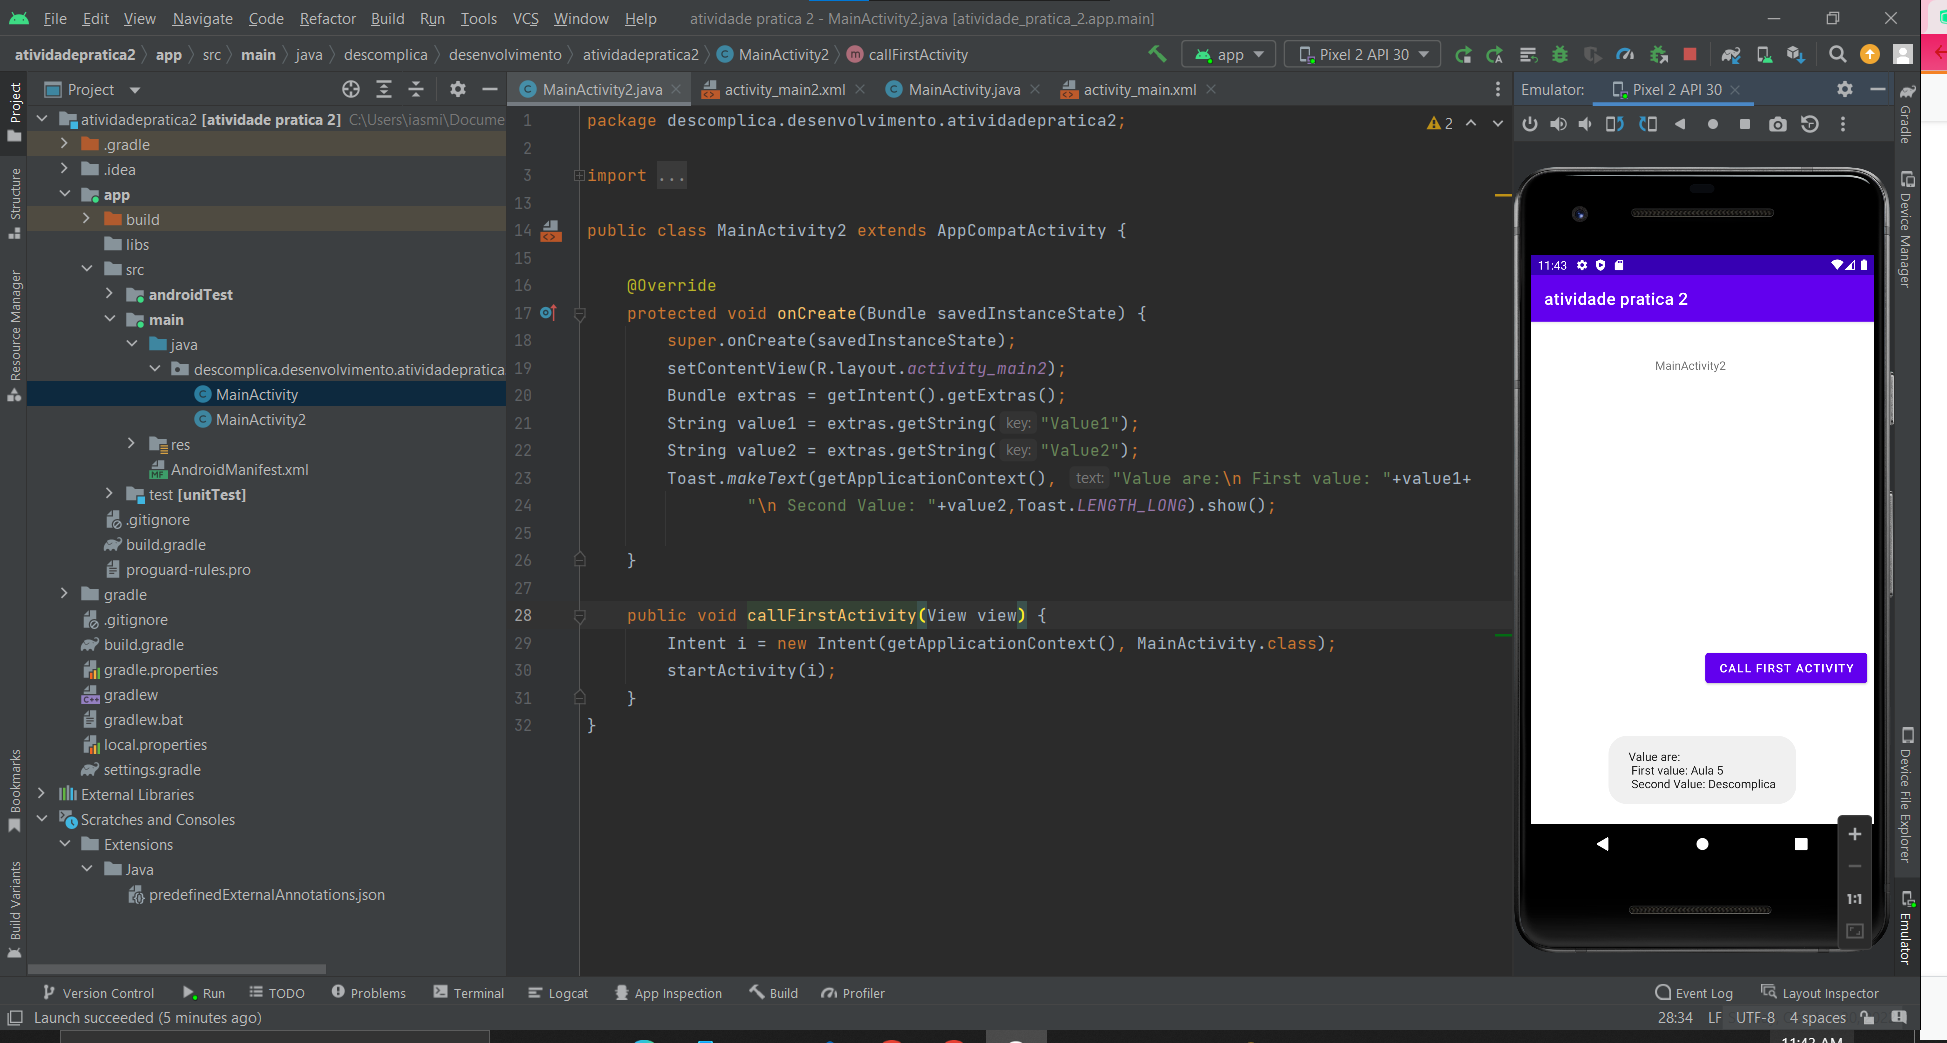 File Edit View Navigate Code Refactor Build Run Tools VCS Window Help atividade pratica 2 - MainActivity2.java [atividade_pratica_2.app.main]
atividadepratica2 app src main java descomplica desenvolvimento atividadepratica2 MainActivity2 callFirstActivity app Pixel 2 API 30
Project
MainActivity2.java activity_main2.xml MainActivity.java activity_main.xml
Emulator: Pixel 2 API 30
Project
Structure
Resource Manager
Bookmarks
Build Variants
atividadepratica2 [atividade pratica 2] C:\Users\iasmi\Docume
.gradle
.idea
app
build
libs
src
androidTest
main
java
descomplica.desenvolvimento.atividadepratica
MainActivity
MainActivity2
res
AndroidManifest.xml
test [unitTest]
.gitignore
build.gradle
proguard-rules.pro
gradle
.gitignore
build.gradle
gradle.properties
gradlew
gradlew.bat
local.properties
settings.gradle
External Libraries
Scratches and Consoles
Extensions
Java
predefinedExternalAnnotations.json
1 package descomplica.desenvolvimento.atividadepratica2;
2
3 import ...
13
14 public class MainActivity2 extends AppCompatActivity {
15
16 @Override
17 protected void onCreate(Bundle savedInstanceState) {
18 super.onCreate(savedInstanceState);
19 setContentView(R.layout.activity_main2);
20 Bundle extras = getIntent().getExtras();
21 String value1 = extras.getString( key: "Value1");
22 String value2 = extras.getString( key: "Value2");
23 Toast.makeText(getApplicationContext(), text: "Value are:\n First value: "+value1+
24 "\n Second Value: "+value2,Toast.LENGTH_LONG).show();
25
26 }
27
28 public void callFirstActivity(View view) {
29 Intent i = new Intent(getApplicationContext(), MainActivity.class);
30 startActivity(i);
31 }
32 }
2
11:43
atividade pratica 2
MainActivity2
CALL FIRST ACTIVITY
Value are:
First value: Aula 5
Second Value: Descomplica
1:1
Gradle
Device Manager
Device File Explorer
Emulator
Version Control Run TODO Problems Terminal Logcat App Inspection Build Profiler Event Log Layout Inspector
Launch succeeded (5 minutes ago) 28:34 LF UTF-8 4 spaces
11:43 AM